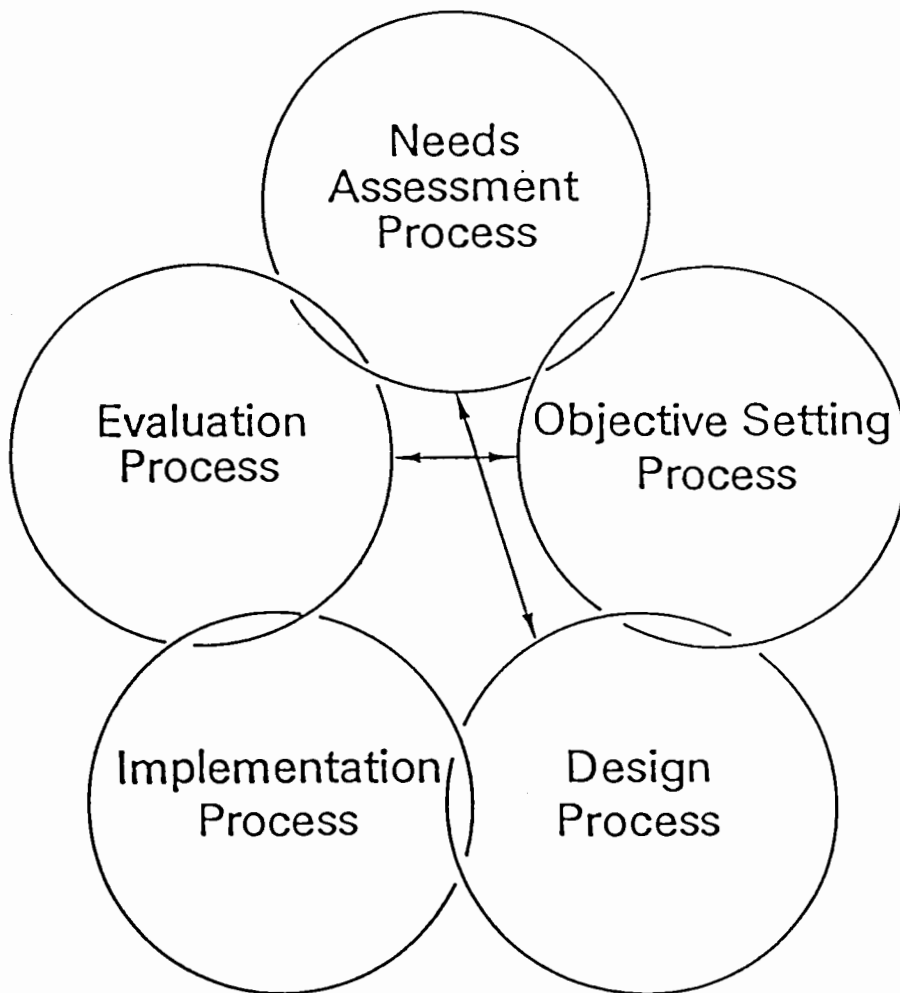 Needs
Assessment
Process
Evaluation
Process
Objective Setting
Process
Implementation
Process
Design
Process